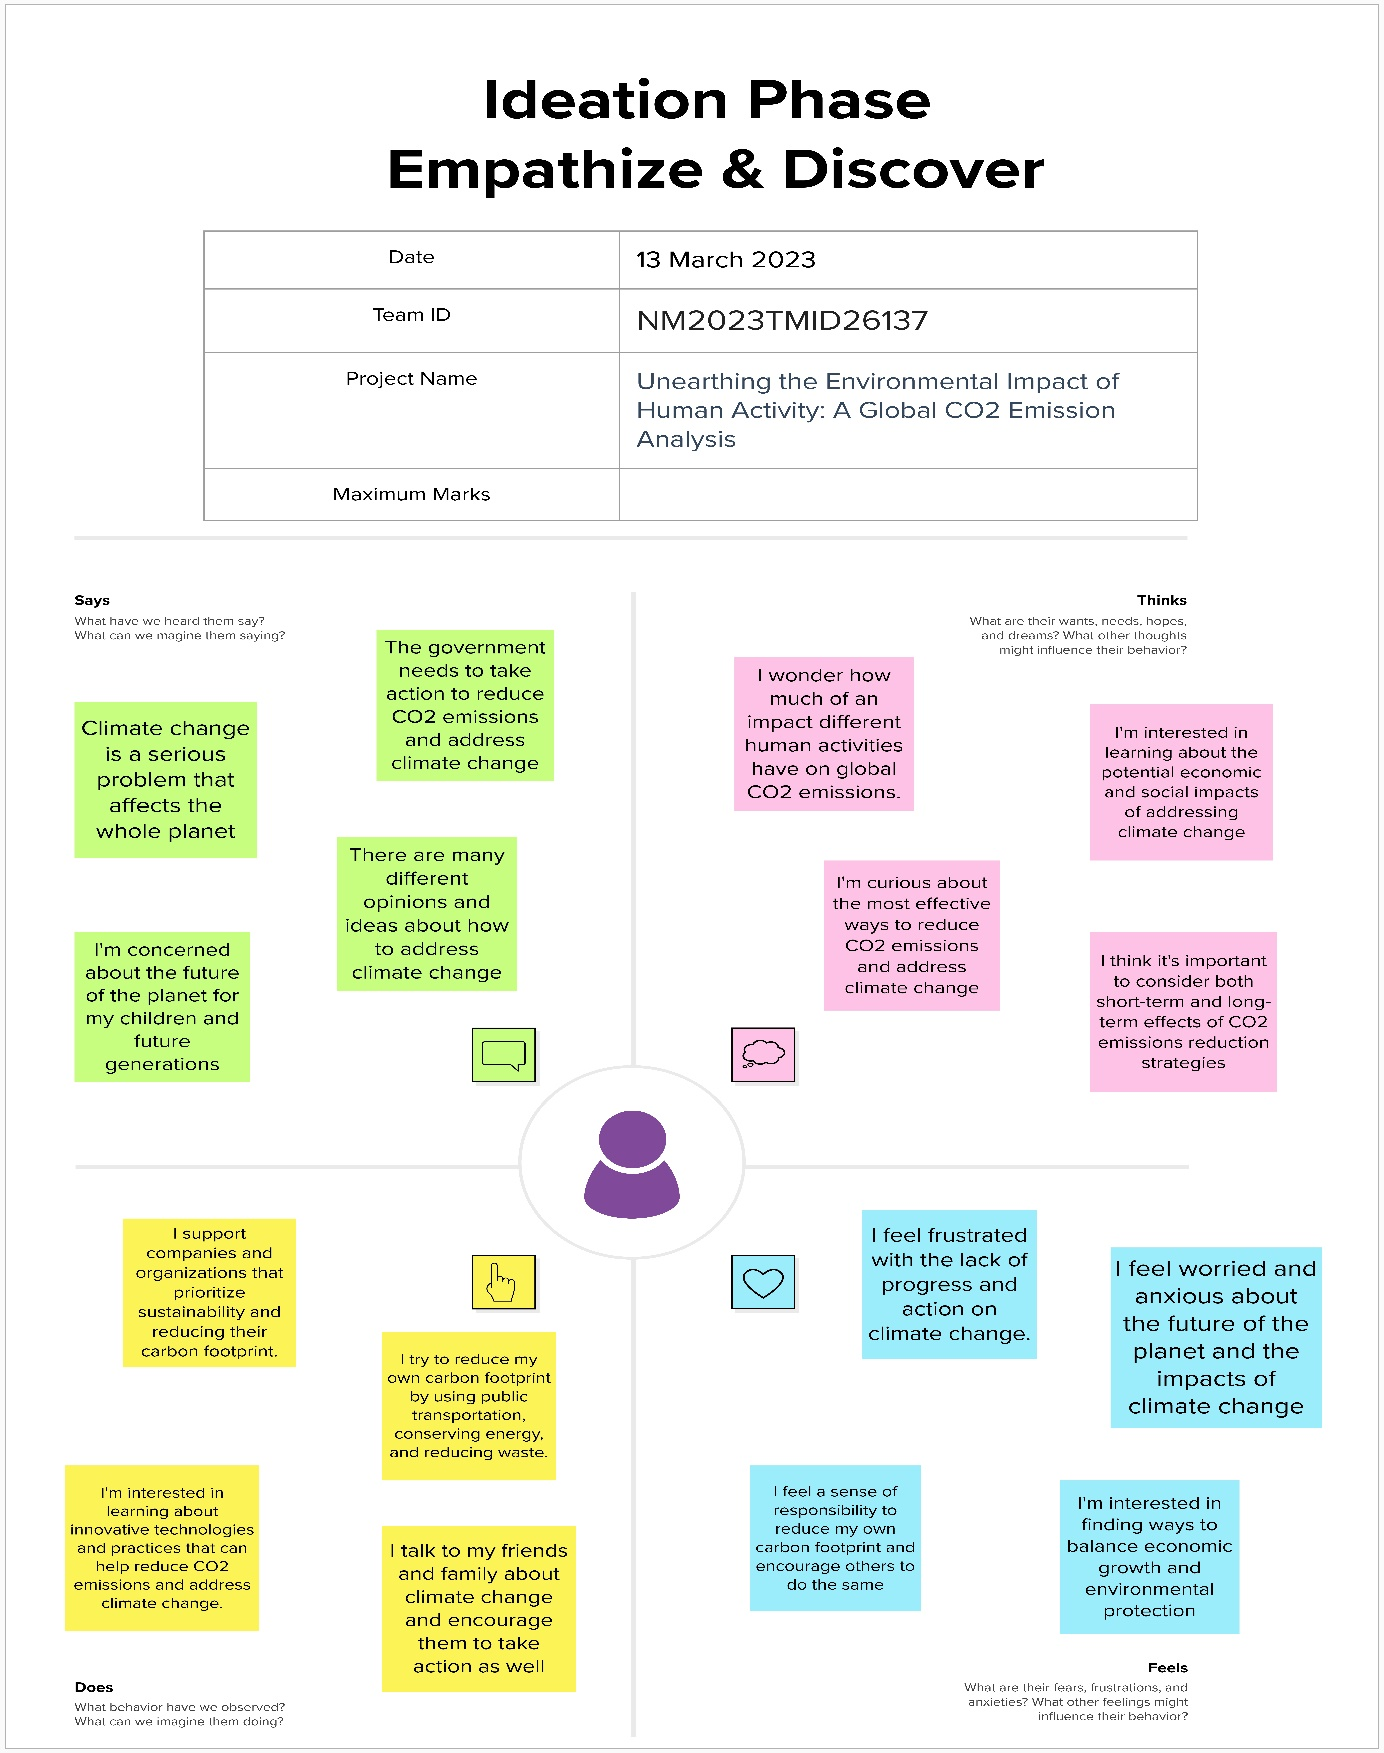 Ideation Phase
Empathize & Discover
Date
13 March 2023
Team ID
NM2023TMID26137
Project Name
Unearthing the Environmental Impact of
Human Activity: A Global CO2 Emission
Analysis
Maximum Marks
Says
What have we heard them say?
What can we magine them saying?
The government
needs to take
action to reduce
CO2 emissions
and address
climate change
Climate change
is a serious
problem that
affects the
whole planet
There are many
different
opinions and
ideas about how
to address
climate change
I'm concerned
about the future
of the planet for
my children and
future
generations
Thinks
What are their wants, needs, hopes,
and dreams? What other thoughts
might influence their behavior?
I wonder how
much of an
impact different
human activities
have on global
CO2 emissions.
I'm interested in
learning about the
potential economic
and social impacts
of addressing
climate change
I'm curious about
the most effective
ways to reduce
CO2 emissions
and address
climate change
I think it's important
to consider both
short-term and long-
term effects of CO2
emissions reduction
strategies
I support
companies and
organizations that
prioritize
sustainability and
reducing their
carbon footprint.
I try to reduce my
own carbon footprint
by using public
transportation,
conserving energy,
and reducing waste.
I'm interested in
learning about
innovative technologies
and practices that can
help reduce CO2
emissions and address
climate change.
I talk to my friends
and family about
climate change
and encourage
them to take
action as well
Does
What behavior have we observed?
What can we imagine them doing?
I feel frustrated
with the lack of
progress and
action on
climate change.
I feel worried and
anxious about
the future of the
planet and the
impacts of
climate change
I feel a sense of
responsibility to
reduce my own
carbon footprint and
encourage others to
do the same
I'm interested in
finding ways to
balance economic
growth and
environmental
protection
Feels
What are their fears, frustrations, and
anxieties? What other feelings might
influence their behavior?